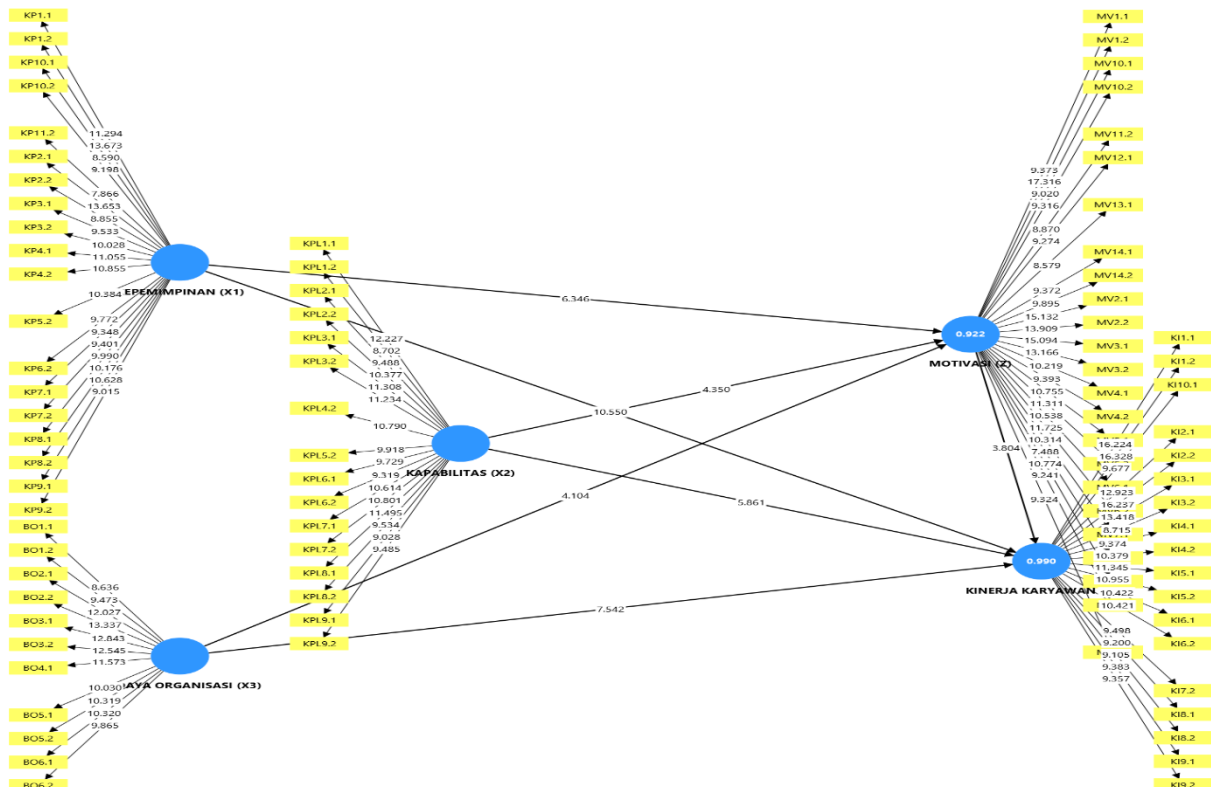 KP1.1
KP1.2
KP10.1
KP10.2
KP11.2
KP2.1
KP2.2
KP3.1
KP3.2
KP4.1
KP4.2
KP5.2
KP6.2
KP7.1
KP7.2
KP8.1
KP8.2
KP9.1
KP9.2
11.294
13.673
8.590
9.198
7.866
13.653
8.855
9.533
10.028
11.055
10.855
10.384
9.772
9.348
9.401
9.990
10.176
10.628
9.015
EPEMIMPINAN (X1)
BO1.1
BO1.2
BO2.1
BO2.2
BO3.1
BO3.2
BO4.1
BO5.1
BO5.2
BO6.1
BO6.2
8.636
9.473
12.027
13.337
12.843
12.545
11.573
10.030
10.319
10.320
9.865
AYA ORGANISASI (X3)
KPL1.1
KPL1.2
KPL2.1
KPL2.2
KPL3.1
KPL3.2
KPL4.2
KPL5.2
KPL6.1
KPL6.2
KPL7.1
KPL7.2
KPL8.1
KPL8.2
KPL9.1
KPL9.2
12.227
8.702
9.488
10.377
11.308
11.234
10.790
9.918
9.729
9.319
10.614
10.801
11.495
9.534
9.028
9.485
KAPABILITAS (X2)
6.346
4.350
10.550
4.104
5.861
7.542
3.804
MV1.1
MV1.2
MV10.1
MV10.2
MV11.2
MV12.1
MV13.1
MV14.1
MV14.2
MV2.1
MV2.2
MV3.1
MV3.2
MV4.1
MV4.2
9.373
17.316
9.020
9.316
8.870
9.274
8.579
9.372
9.895
15.132
13.909
15.094
13.166
10.219
9.393
10.755
11.311
10.538
11.725
10.314
7.488
10.774
9.241
9.324
0.922
MOTIVASI (Z)
KI1.1
KI1.2
KI10.1
KI2.1
KI2.2
KI3.1
KI3.2
KI4.1
KI4.2
KI5.1
KI5.2
KI6.1
KI6.2
KI7.2
KI8.1
KI8.2
KI9.1
KI9.2
16.224
16.328
9.677
12.923
16.237
13.418
8.715
9.374
10.379
11.345
10.955
10.422
10.421
9.498
9.200
9.105
9.383
9.357
0.990
KINERJA KARYAWAN